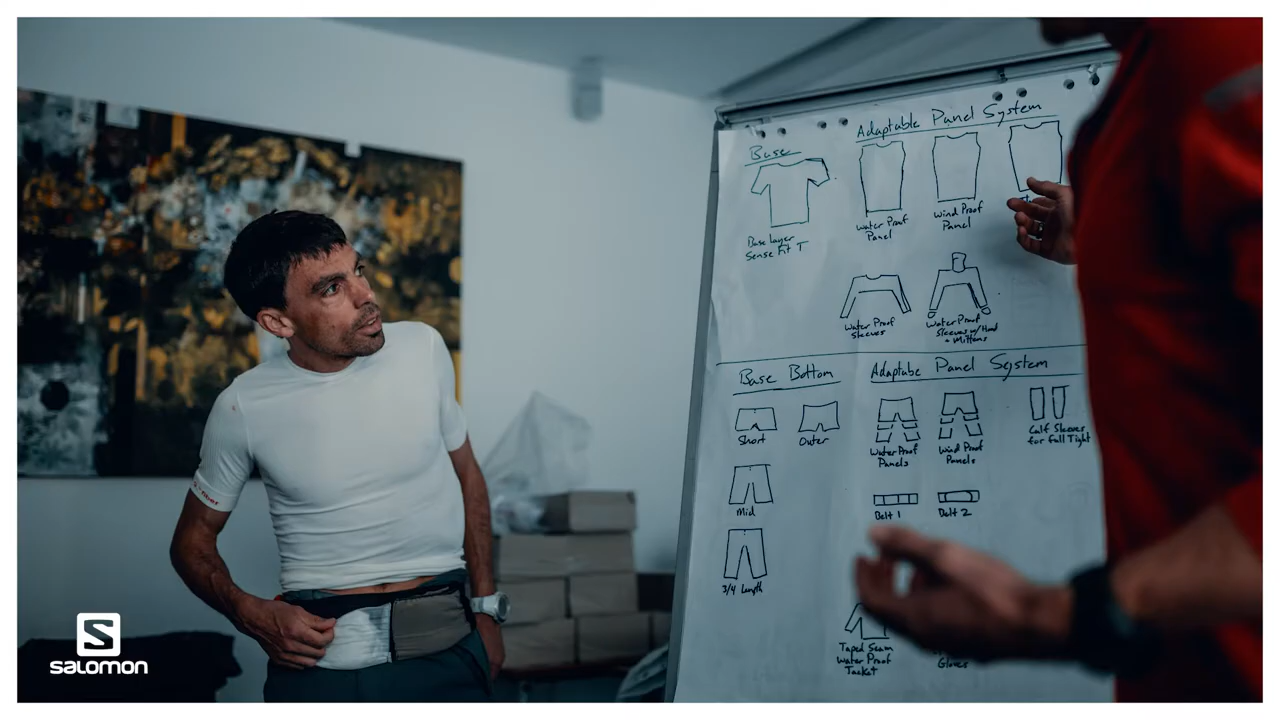 Base
Base layer
Sense Fit T
Adaptable Panel System
Water Proof
Panel
Wind Proof
Panel
Water Proof
Sleeves
Water Proof
Sleeves w/Hood
+ Mittens
Base Bottom
Short
Outer
Mid
3/4 Length
Adaptube Panel System
Water Proof
Panels
Wind Proof
Panels
Calf Sleeves
for full Tight
Belt 1
Belt 2
Taped Seam
Water Proof
Jacket
Gloves
S
SALOMON